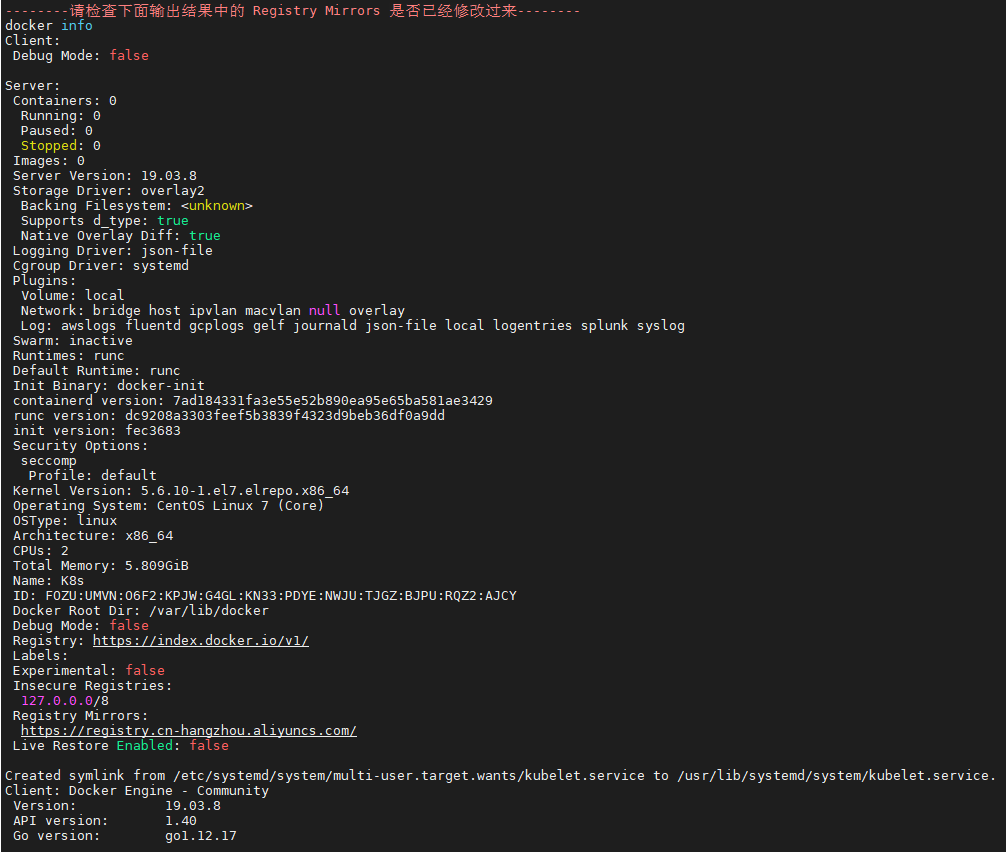 --------请检查下面输出结果中的 Registry Mirrors 是否已经修改过来--------
docker info
Client:
Debug Mode: false
Server:
Containers: 0
Running: 0
Paused: 0
Stopped: 0
Images: 0
Server Version: 19.03.8
Storage Driver: overlay2
Backing Filesystem: <unknown>
Supports d_type: true
Native Overlay Diff: true
Logging Driver: json-file
Cgroup Driver: systemd
Plugins:
Volume: local
Network: bridge host ipvlan macvlan null overlay
Log: awslogs fluentd gcplogs gelf journald json-file local logentries splunk syslog
Swarm: inactive
Runtimes: runc
Default Runtime: runc
Init Binary: docker-init
containerd version: 7ad184331fa3e55e52b890ea95e65ba581ae3429
runc version: dc9208a3303feef5b3839f4323d9beb36df0a9dd
init version: fec3683
Security Options:
seccomp
Profile: default
Kernel Version: 5.6.10-1.el7.elrepo.x86_64
Operating System: CentOS Linux 7 (Core)
OSType: linux
Architecture: x86_64
CPUs: 2
Total Memory: 5.809GiB
Name: K8s
ID: FOZU:UMVN:O6F2:KPJW:G4GL:KN33:PDYE:NWJU:TJGZ:BJPU:RQZ2:AJCY
Docker Root Dir: /var/lib/docker
Debug Mode: false
Registry: https://index.docker.io/v1/
Labels:
Experimental: false
Insecure Registries:
127.0.0.0/8
Registry Mirrors:
https://registry.cn-hangzhou.aliyuncs.com/
Live Restore Enabled: false
Created symlink from /etc/systemd/system/multi-user.target.wants/kubelet.service to /usr/lib/systemd/system/kubelet.service.
Client: Docker Engine - Community
Version: 19.03.8
API version: 1.40
Go version: go1.12.17